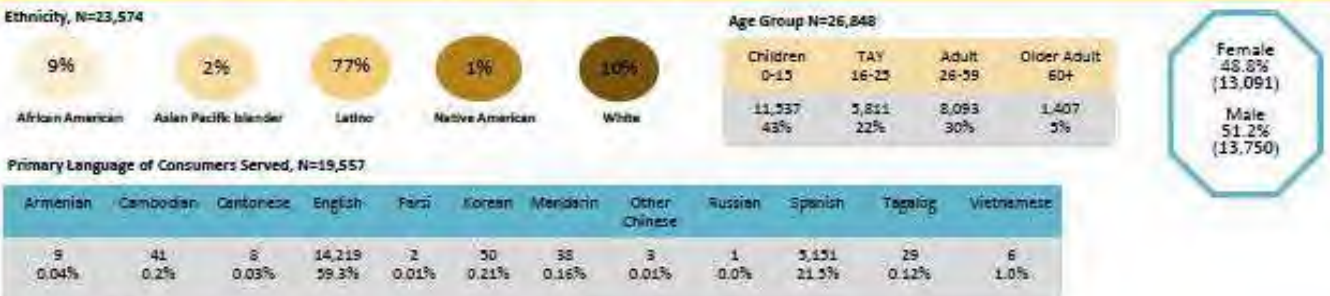 Ethnicity, N=23,574
9% 2% 77% 1% 10%
African American Asian Pacific Islander Latino Native American White
Age Group N=26,848
Children TAY Adult Older Adult
0-15 16-25 26-59 60+
11,537 5,811 8,093 1,407
43% 22% 30% 5%
Female
48.8%
(13,091)
Male
51.2%
(13,750)
Primary Language of Consumers Served, N=19,557
Armenian Cambodian Cantonese English Farsi Korean Mandarin Other Russian Spanish Tagalog Vietnamese
Chinese
9 41 8 14,219 2 50 38 3 1 5,151 29 6
0.04% 0.2% 0.03% 59.3% 0.01% 0.21% 0.16% 0.01% 0.0% 21.5% 0.12% 1.0%